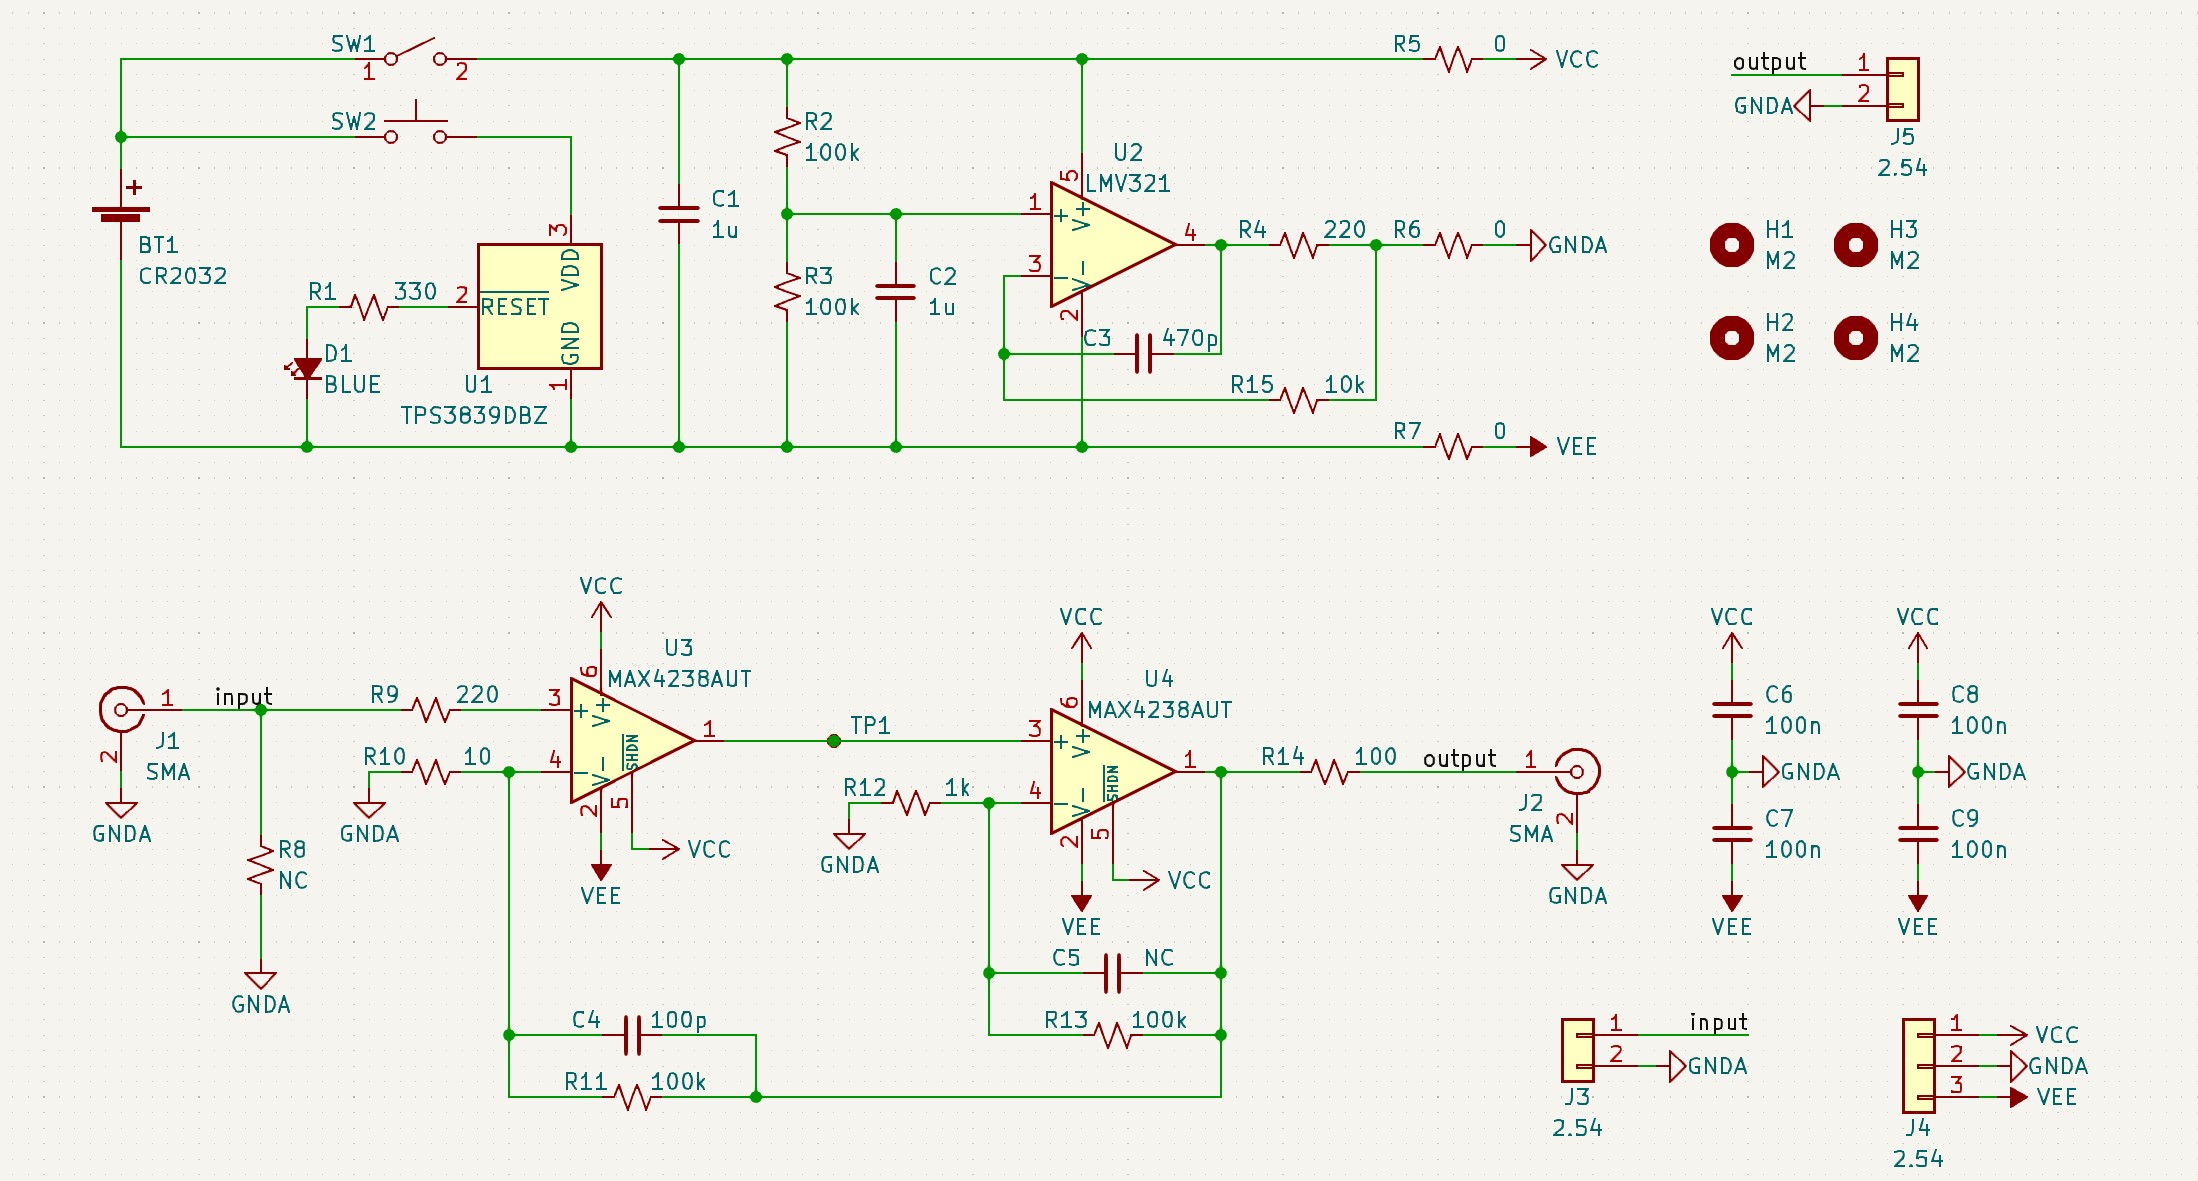 SW1
1
2
SW2
BT1
CR2032
R1
330
2
RESET
VDD
3
GND
1
U1
TPS3839DBZ
D1
BLUE
C1
1u
R2
100k
R3
100k
C2
1u
U2
LMV321
5
1
+
V+
3
−
V−
2
4
C3
470p
R4
220
R15
10k
R5
0
VCC
R6
0
GNDA
R7
0
VEE
output
1
GNDA
2
J5
2.54
H1
M2
H3
M2
H2
M2
H4
M2
1
2
J1
SMA
GNDA
input
R8
NC
GNDA
R9
220
R10
10
GNDA
VCC
U3
MAX4238AUT
6
3
+
V+
4
−
V−
SHDN
2
5
1
VCC
VEE
C4
100p
R11
100k
TP1
R12
1k
GNDA
VCC
U4
MAX4238AUT
6
3
+
V+
4
−
V−
SHDN
2
5
1
VCC
VEE
C5
NC
R13
100k
R14
100
output
1
2
J2
SMA
GNDA
VCC
C6
100n
GNDA
C7
100n
VEE
VCC
C8
100n
GNDA
C9
100n
VEE
1
input
2
GNDA
J3
2.54
1
VCC
2
GNDA
3
VEE
J4
2.54